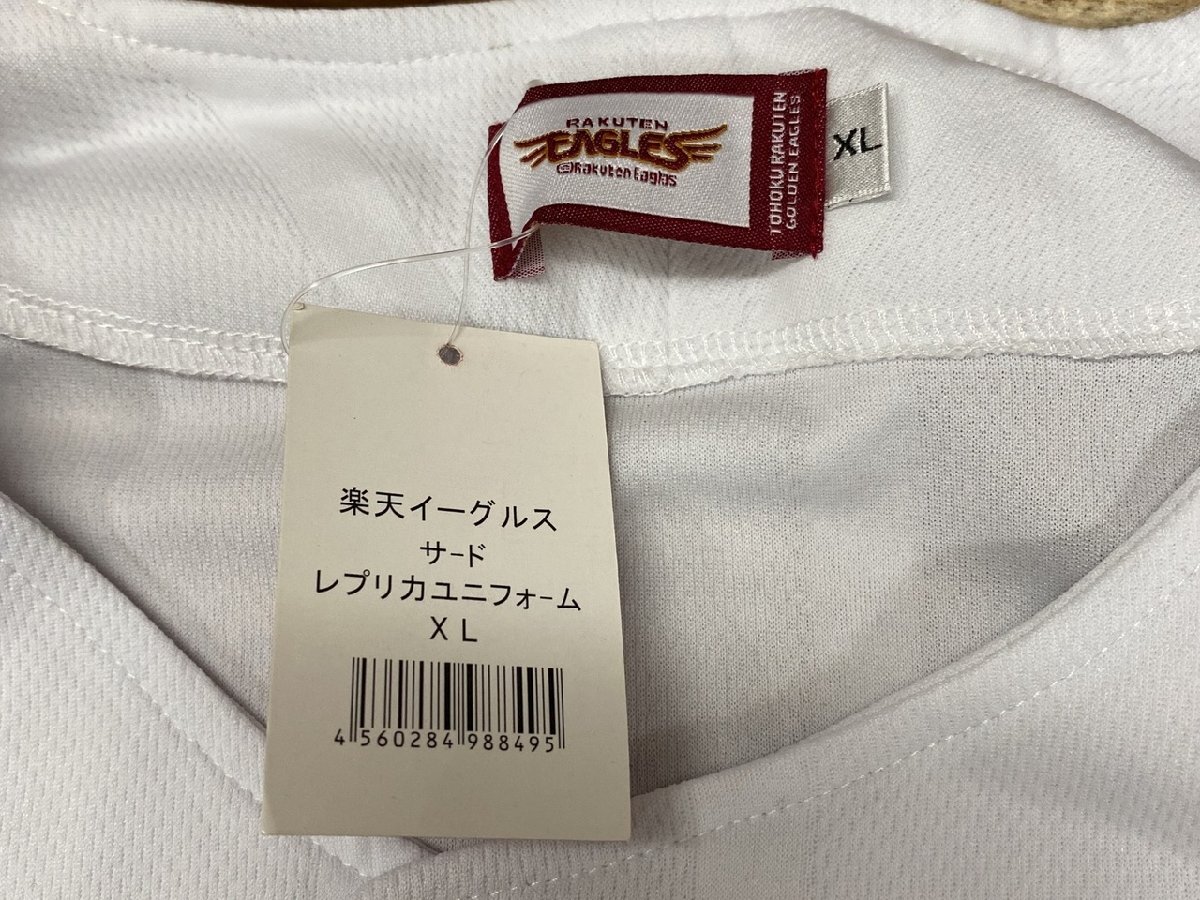 RAKUTEN
EAGLES
©Rakuten Eagles
TOHOKU RAKUTEN
GOLDEN EAGLES
XL
楽天イーグルス
サード
レプリカユニフォーム
XL
4 560284 988495